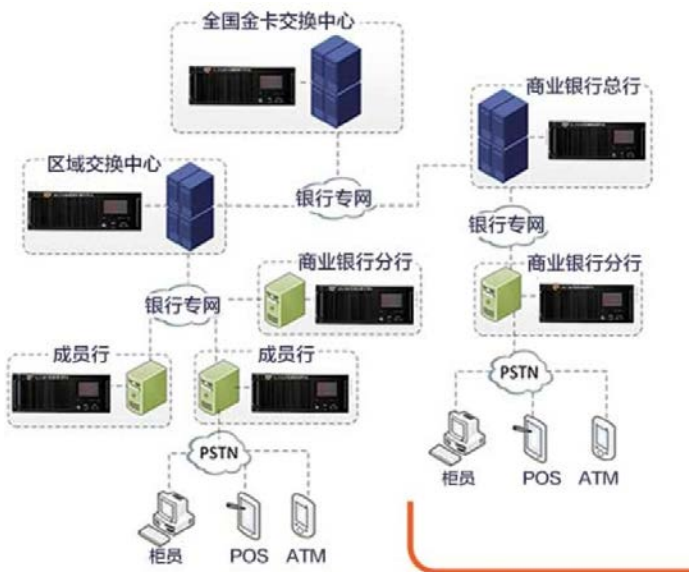 全国金卡交换中心
商业银行总行
区域交换中心
银行专网
银行专网
商业银行分行
商业银行分行
银行专网
成员行
成员行
PSTN
PSTN
柜员
POS
ATM
柜员
POS
ATM